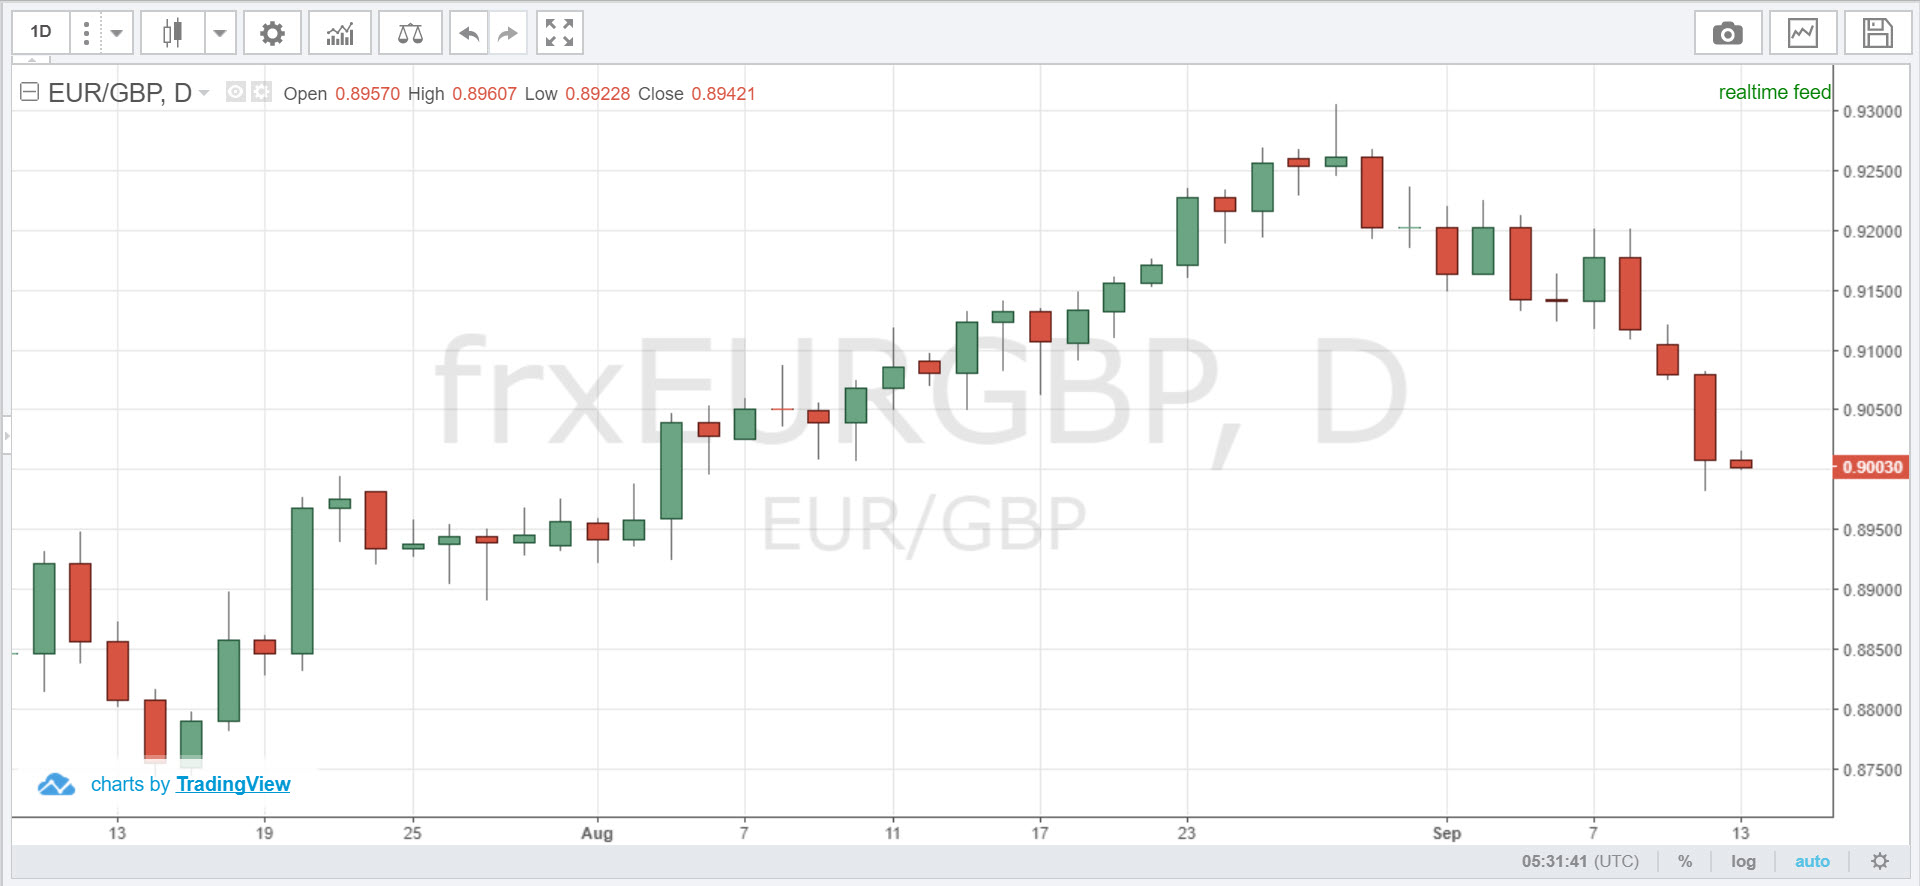 1D
EUR/GBP, D Open 0.89570 High 0.89607 Low 0.89228 Close 0.89421
realtime feed
0.93000
0.92500
0.92000
0.91500
0.91000
0.90500
0.90030
0.89500
0.89000
0.88500
0.88000
0.87500
frxEURGBP, D
EUR/GBP
charts by TradingView
13 19 25 Aug 7 11 17 23 Sep 7 13
05:31:41 (UTC) % log auto